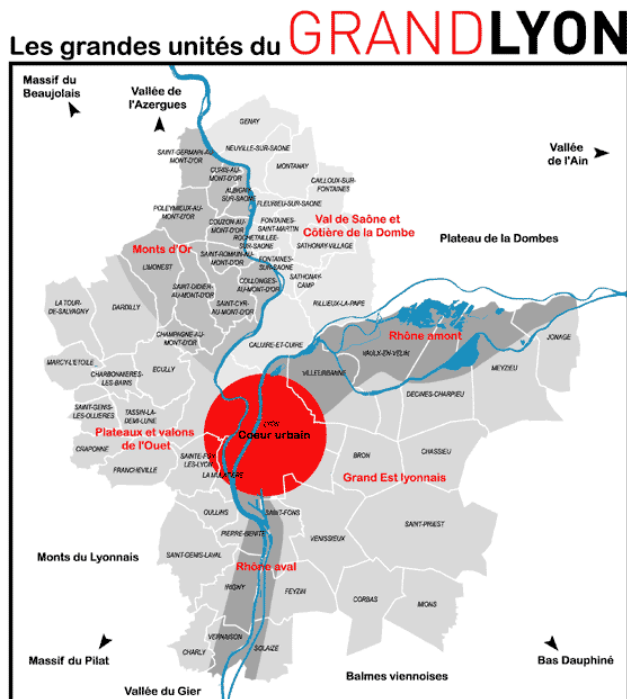 Les grandes unités du GRANDLYON
Massif du
Beaujolais
Vallée de
l'Azergues
Vallée
de l'Ain
GENAY
NEUVILLE-SUR-SAONE
SAINT-GERMAIN-AU-
MONT-D'OR
MONTANAY
CURIS-AU-
MONT-D'OR
CAILLOUX-SUR-
FONTAINES
ALBIGNY-
SUR-SAONE
FLEURIEU-SUR-SAONE
POLEYMIEUX-AU-
MONT-D'OR
COUZON-AU-
MONT-D'OR
FONTAINES-
SAINT-MARTIN
Val de Saône et
Côtière de la Dombe
ROCHETAILLEE-
SUR-SAONE
SATHONAY-VILLAGE
Plateau de la Dombes
Monts d'Or
SAINT-ROMAIN-AU-
MONT-D'OR
FONTAINES-
SUR-SAONE
LIMONEST
SATHONAY-
CAMP
SAINT-DIDIER-
AU-MONT-D'OR
COLLONGES-
AU-MONT-D'OR
LA TOUR-
DE-SALVAGNY
DARDILLY
SAINT-CYR-
AU-MONT-D'OR
RILLIEUX-LA-PAPE
CHAMPAGNE-AU-
MONT-D'OR
Rhône amont
JONAGE
CALUIRE-ET-CUIRE
VAULX-EN-VELIN
MARCY-L'ETOILE
ECULLY
VILLEURBANNE
MEYZIEU
CHARBONNIERES-
LES-BAINS
DECINES-CHARPIEU
SAINT-GENIS-
LES-OLLIERES
TASSIN-LA-
DEMI-LUNE
LYON
Coeur urbain
Plateaux et valons
de l'Ouet
CRAPONNE
SAINTE-FOY-
LES-LYON
BRON
CHASSIEU
FRANCHEVILLE
LA MULATIERE
Grand Est lyonnais
OULLINS
SAINT-FONS
SAINT-PRIEST
PIERRE-BENITE
VENISSIEUX
Monts du Lyonnais
SAINT-GENIS-LAVAL
Rhône aval
IRIGNY
FEYZIN
CORBAS
MIONS
VERNAISON
CHARLY
SOLAIZE
Massif du Pilat
Bas Dauphiné
Balmes viennoises
Vallée du Gier